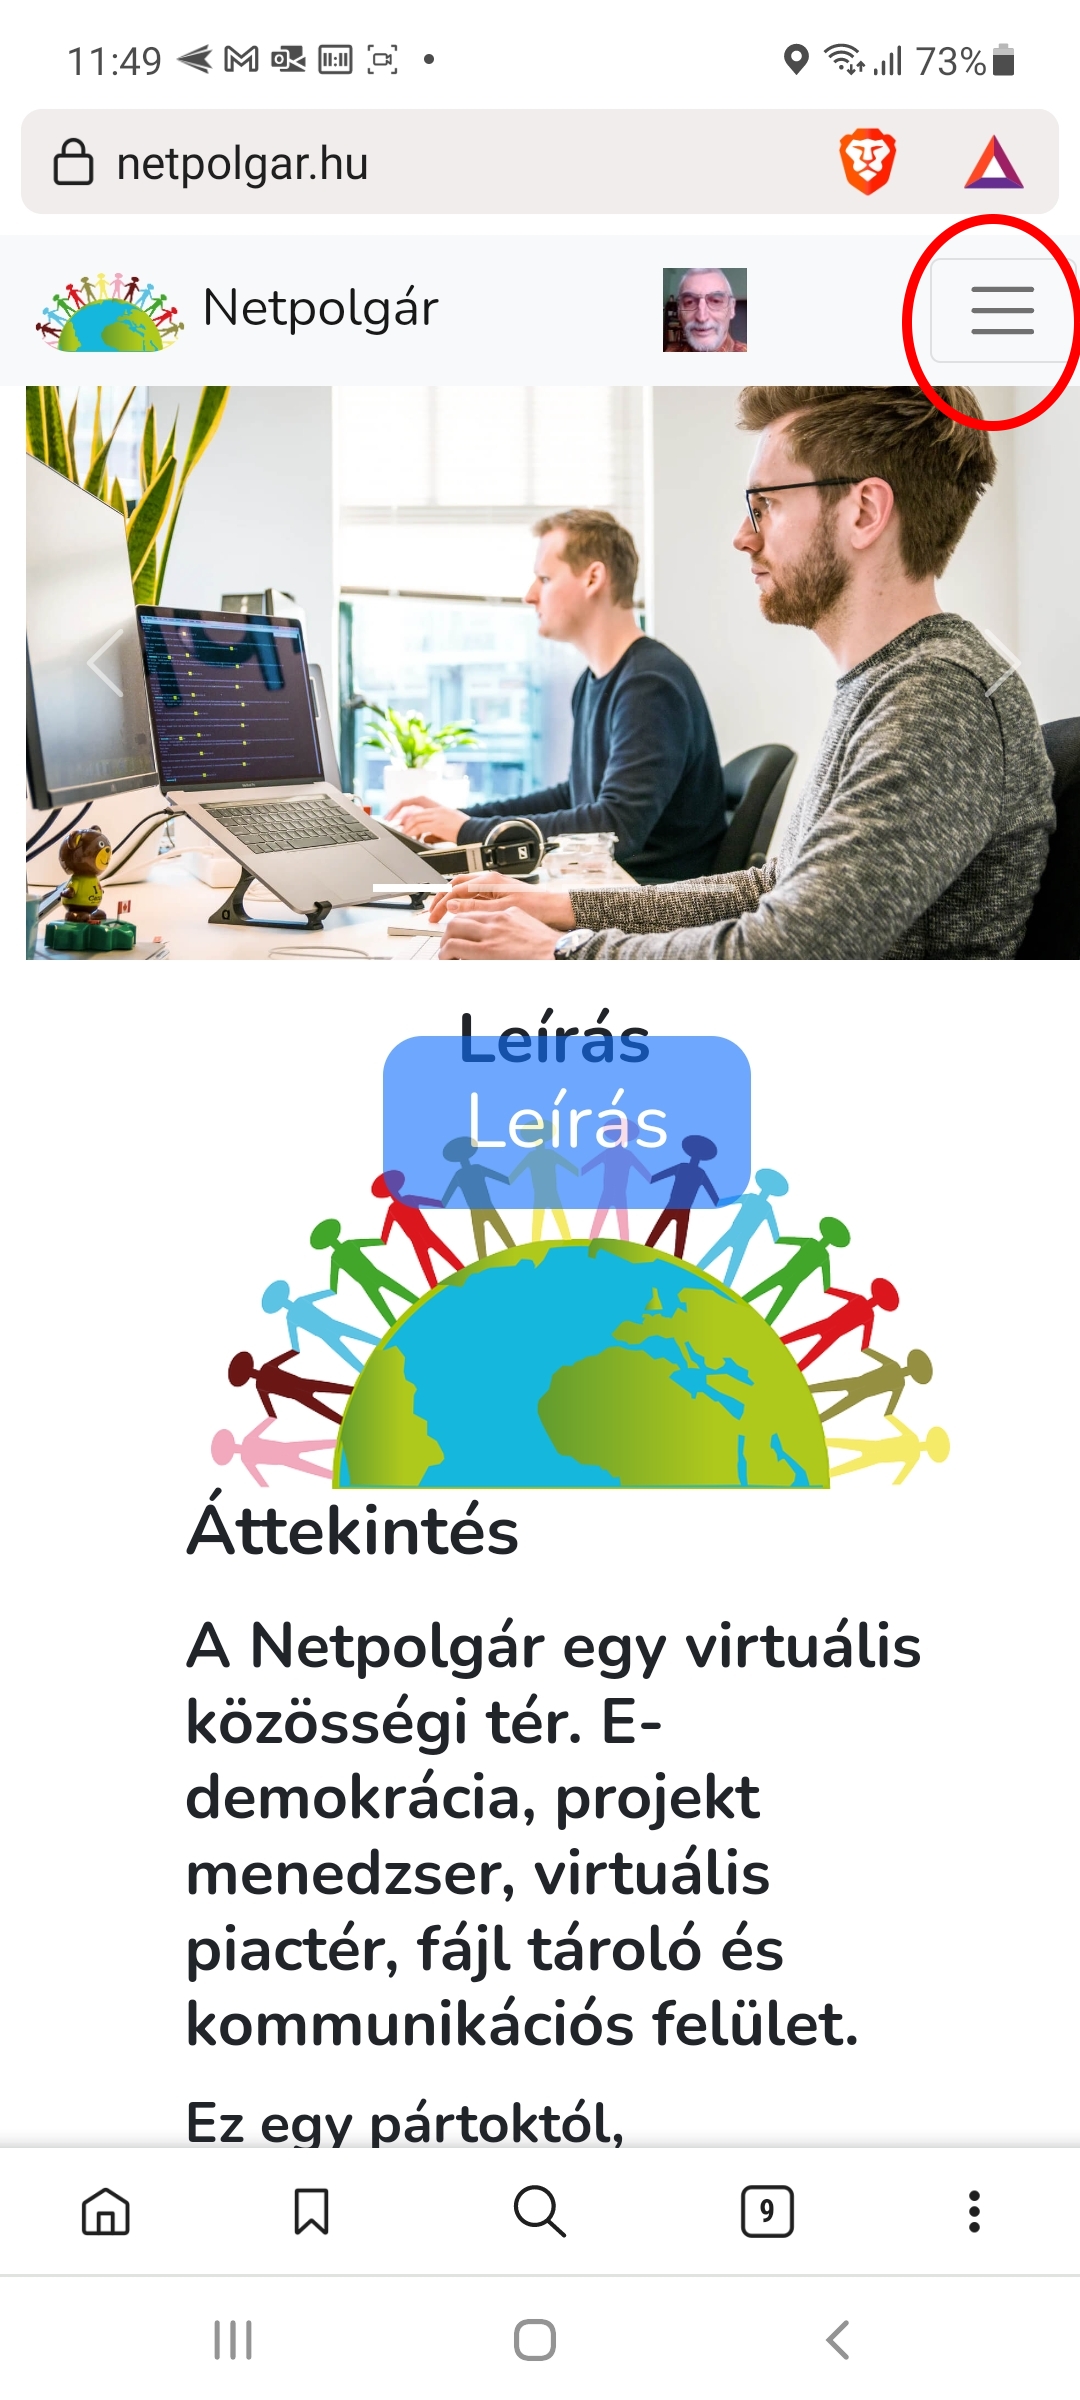 11:49 73%
netpolgar.hu
Netpolgár
Leírás
Leírás
Áttekintés
A Netpolgár egy virtuális
közösségi tér. E-
demokrácia, projekt
menedzser, virtuális
piactér, fájl tároló és
kommunikációs felület.
Ez egy pártoktól,
9